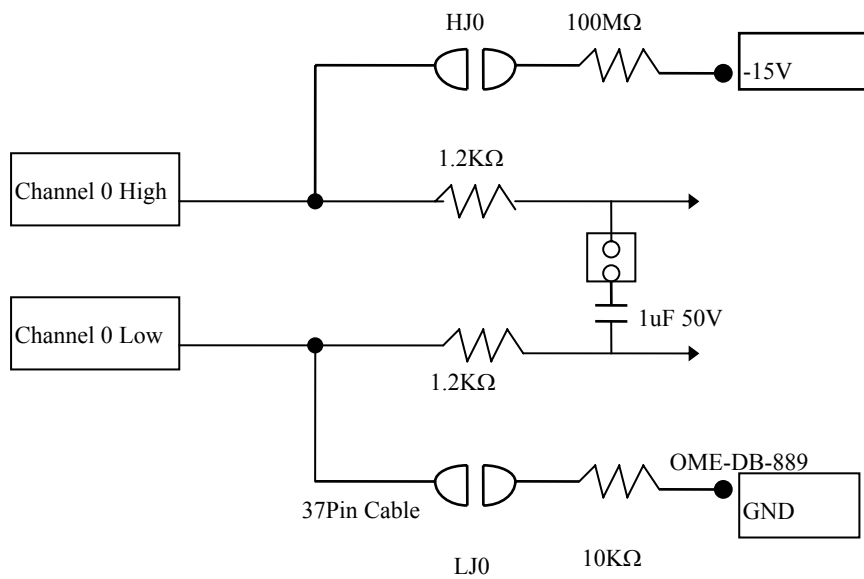 HJ0
100MΩ
-15V
1.2KΩ
Channel 0 High
Channel 0 Low
1uF 50V
1.2KΩ
OME-DB-889
37Pin Cable
GND
LJ0
10KΩ